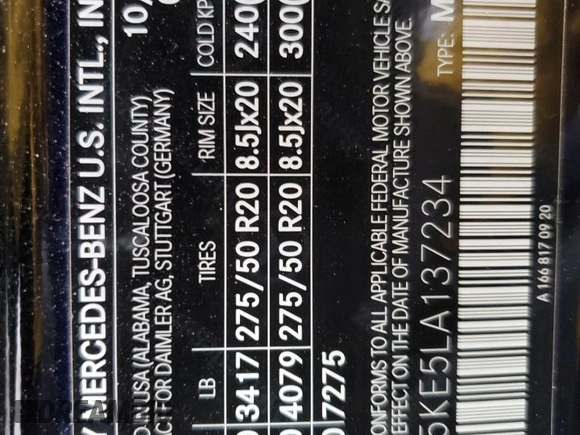 MERCEDES-BENZ U.S. INTL., IN
IN USA (ALABAMA, TUSCALOOSA COUNTY) 10
FOR DAIMLER AG, STUTTGART (GERMANY)
LB TIRES RIM SIZE COLD KP
3417 275/50 R20 8.5Jx20 240
4079 275/50 R20 8.5Jx20 300
7275
ONFORMS TO ALL APPLICABLE FEDERAL MOTOR VEHICLE SA
EFFECT ON THE DATE OF MANUFACTURE SHOWN ABOVE.
5KE5LA137234 TYPE: M
A 166 817 09 20